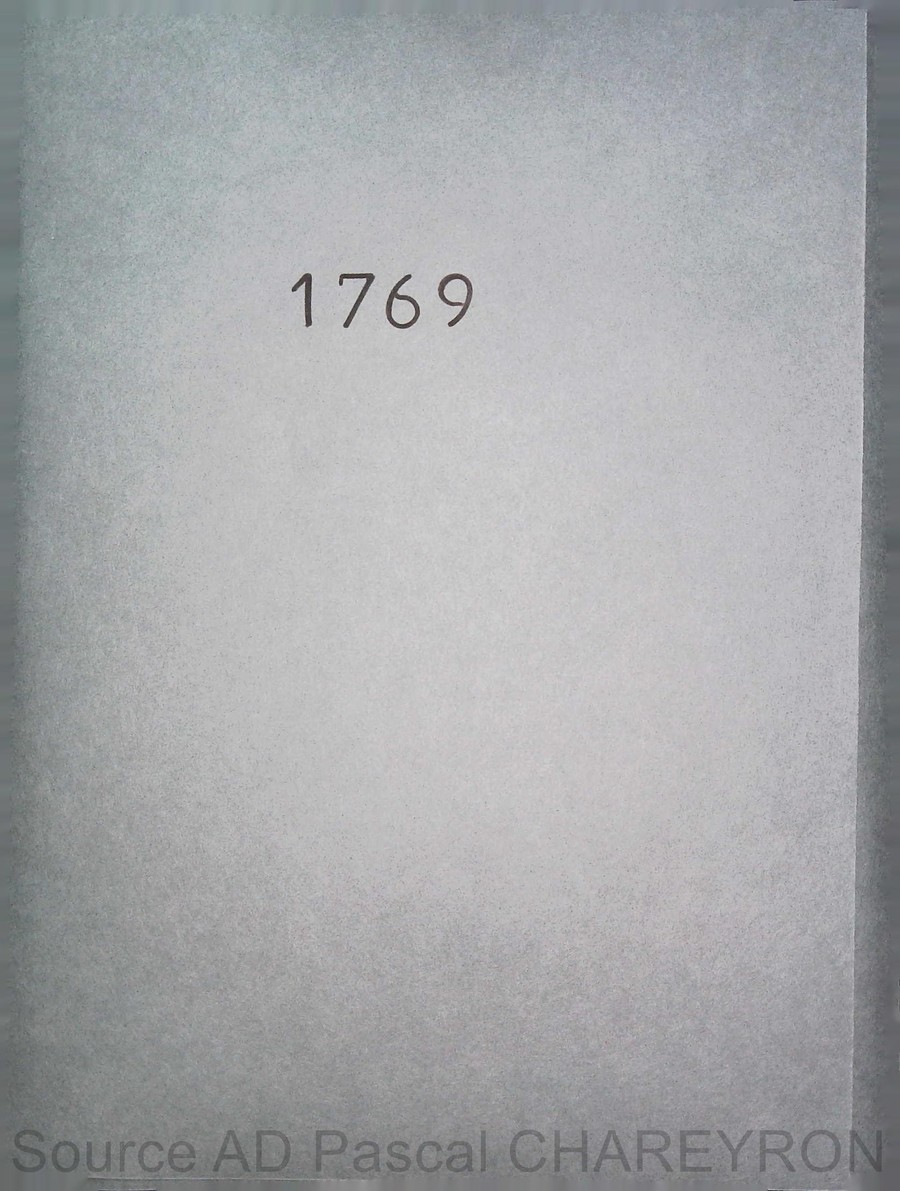 1769
Source AD Pascal CHAREYRON